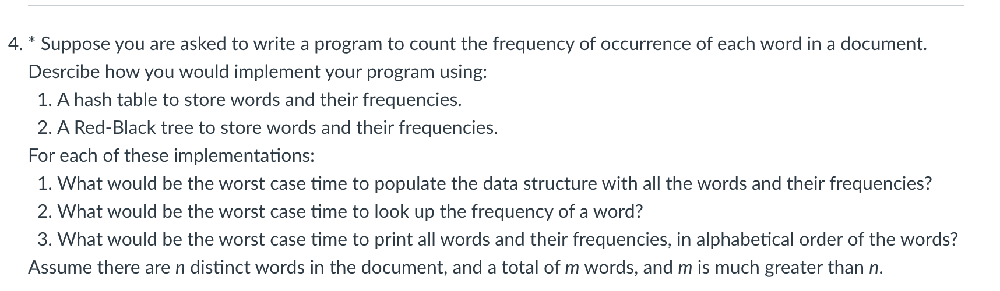 4. * Suppose you are asked to write a program to count the frequency of occurrence of each word in a document.
Desrcibe how you would implement your program using:
1. A hash table to store words and their frequencies.
2. A Red-Black tree to store words and their frequencies.
For each of these implementations:
1. What would be the worst case time to populate the data structure with all the words and their frequencies?
2. What would be the worst case time to look up the frequency of a word?
3. What would be the worst case time to print all words and their frequencies, in alphabetical order of the words?
Assume there are n distinct words in the document, and a total of m words, and m is much greater than n.